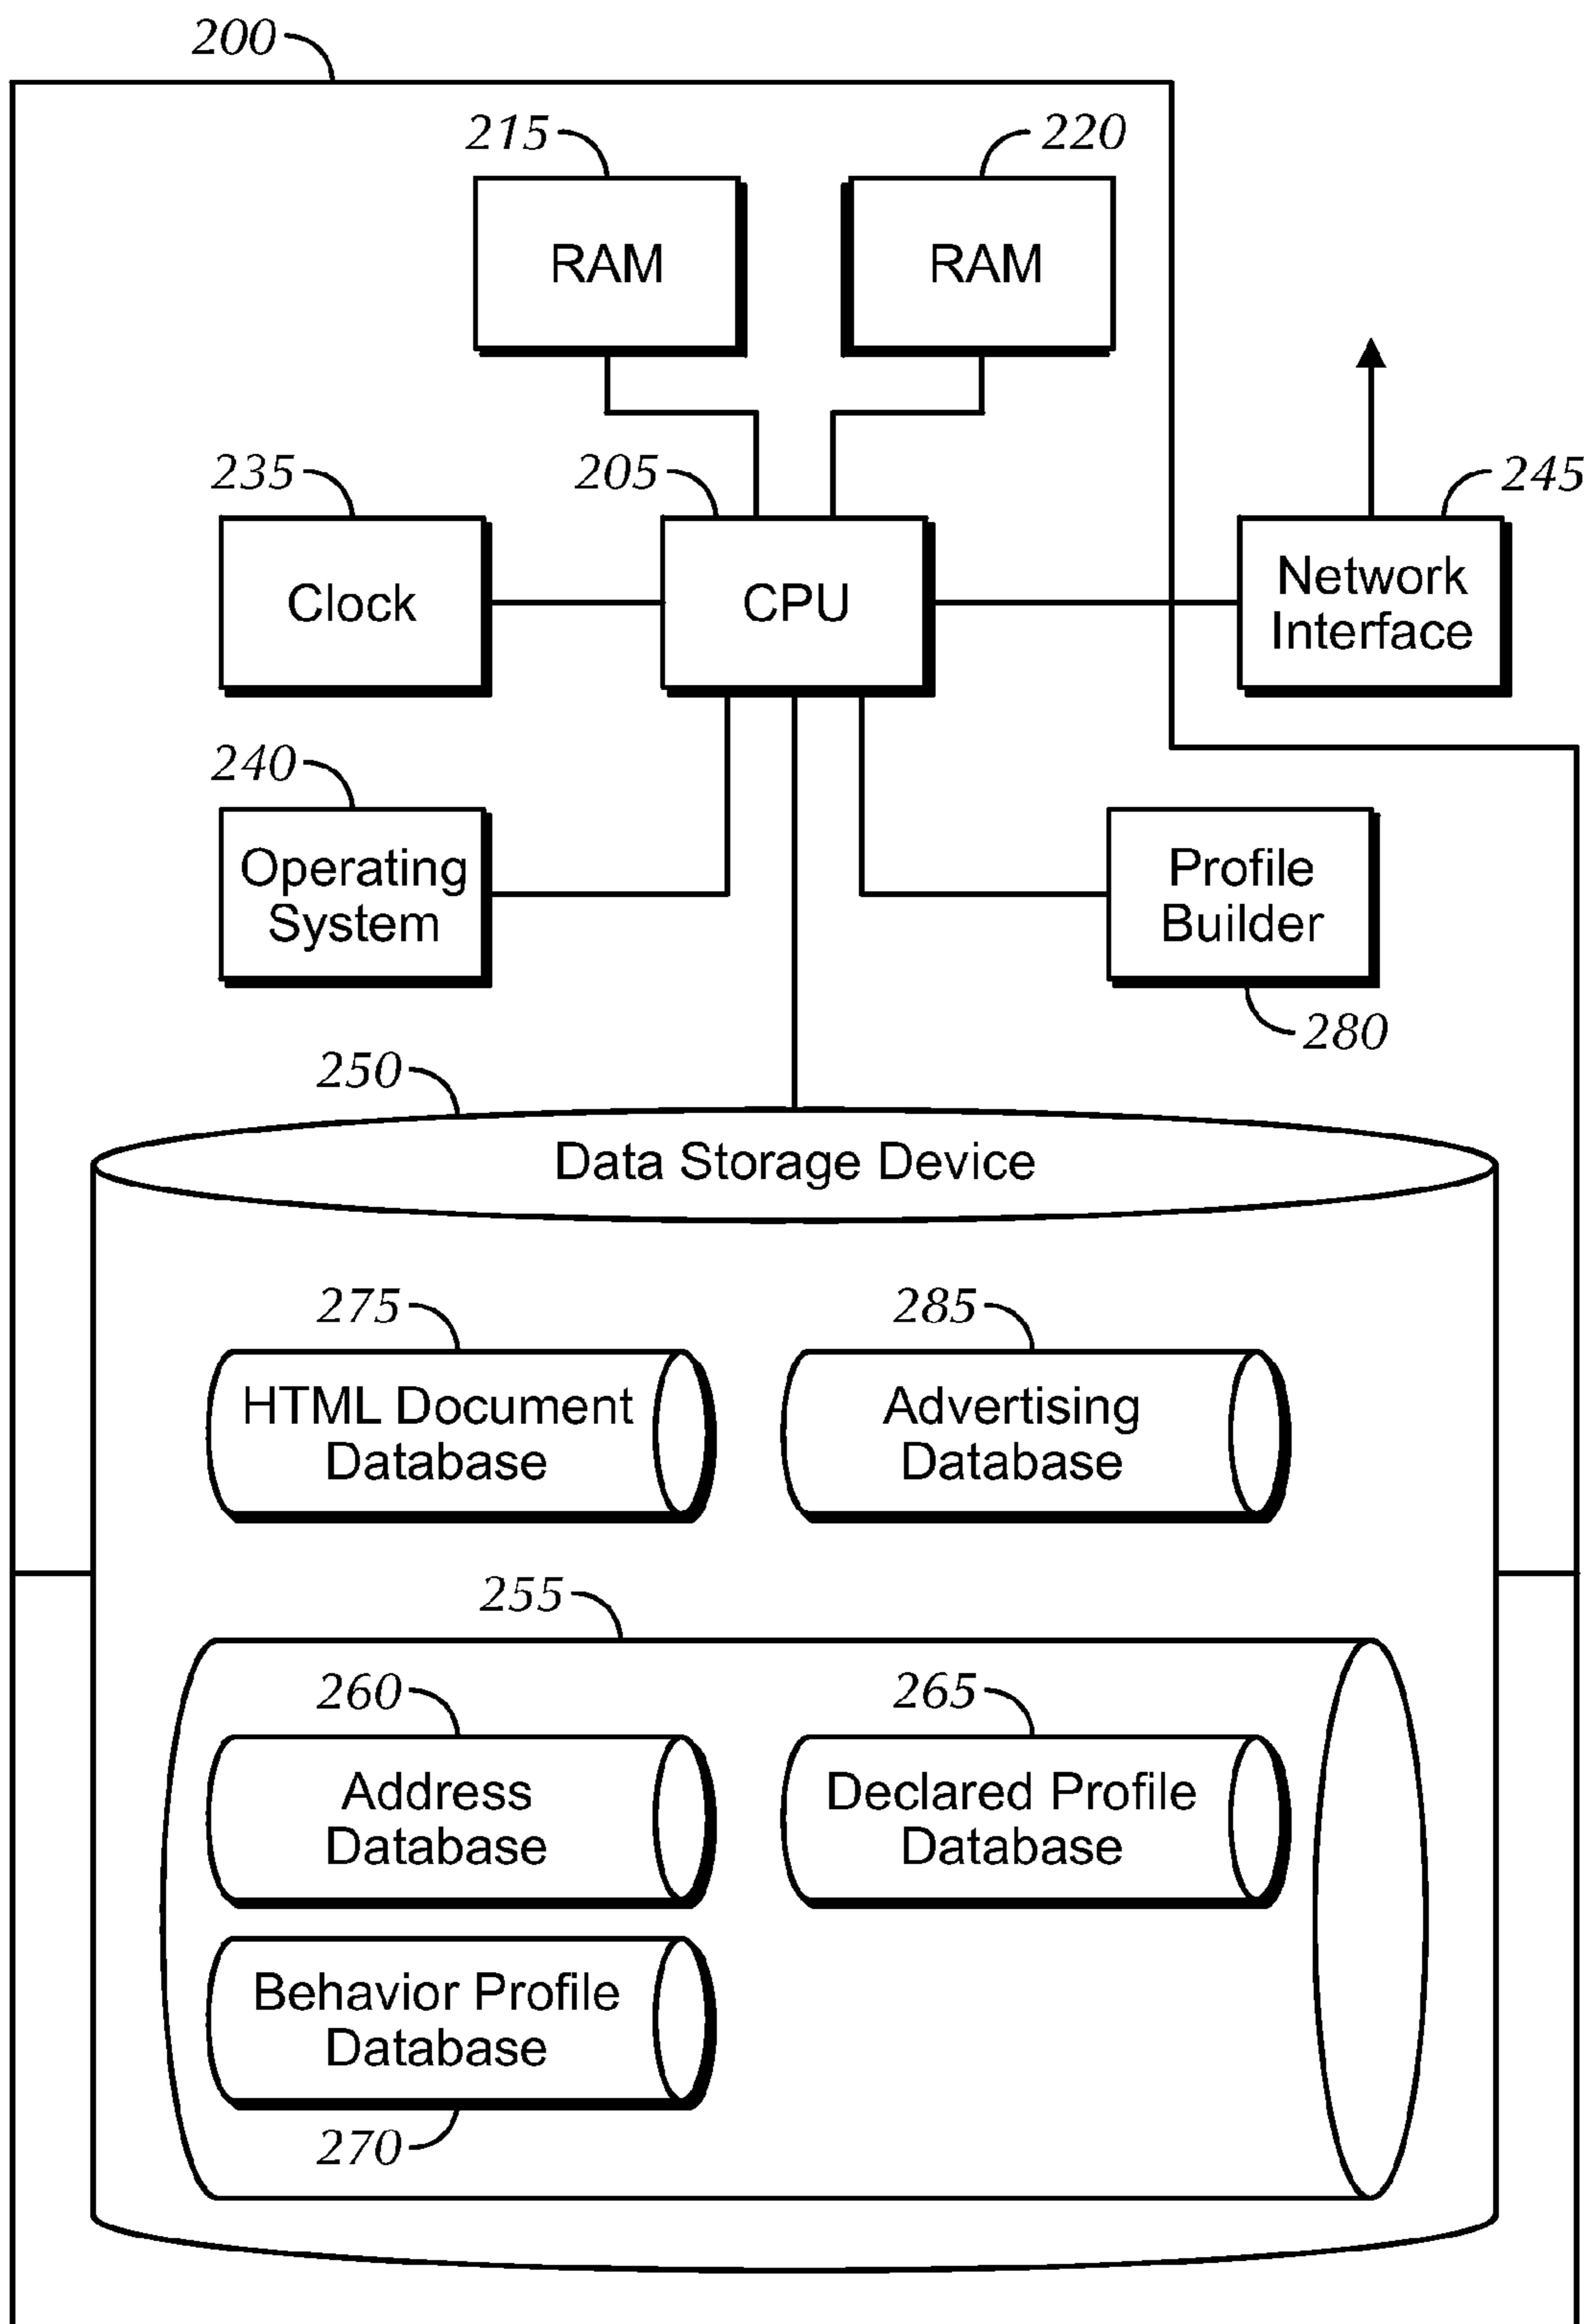 200
215
220
RAM
RAM
235
205
245
Clock
CPU
Network
Interface
240
Operating
System
Profile
Builder
280
250
Data Storage Device
275
285
HTML Document
Database
Advertising
Database
255
260
265
Address
Database
Declared Profile
Database
Behavior Profile
Database
270